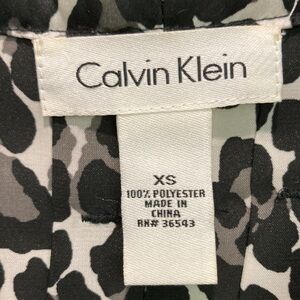 Calvin Klein
XS
100% POLYESTER
MADE IN
CHINA
RN# 36543